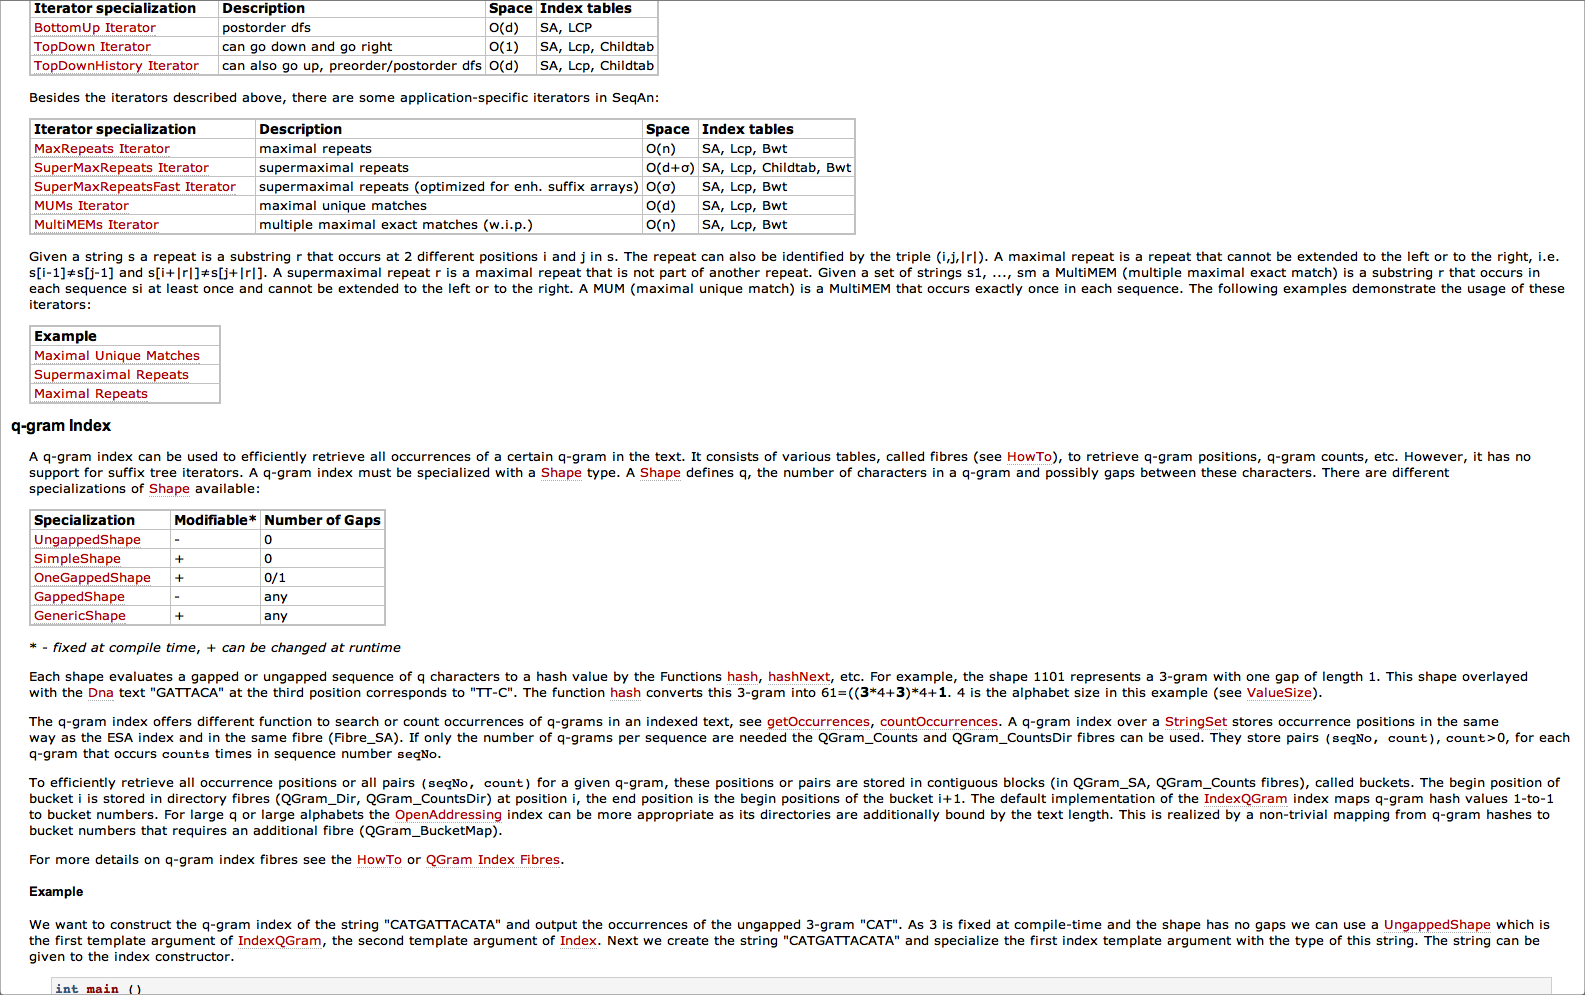 Iterator specialization Description Space Index tables
BottomUp Iterator postorder dfs O(d) SA, LCP
TopDown Iterator can go down and go right O(1) SA, Lcp, Childtab
TopDownHistory Iterator can also go up, preorder/postorder dfs O(d) SA, Lcp, Childtab
Besides the iterators described above, there are some application-specific iterators in SeqAn:
Iterator specialization Description Space Index tables
MaxRepeats Iterator maximal repeats O(n) SA, Lcp, Bwt
SuperMaxRepeats Iterator supermaximal repeats O(d+σ) SA, Lcp, Childtab, Bwt
SuperMaxRepeatsFast Iterator supermaximal repeats (optimized for enh. suffix arrays) O(σ) SA, Lcp, Bwt
MUMs Iterator maximal unique matches O(d) SA, Lcp, Bwt
MultiMEMs Iterator multiple maximal exact matches (w.i.p.) O(n) SA, Lcp, Bwt
Given a string s a repeat is a substring r that occurs at 2 different positions i and j in s. The repeat can also be identified by the triple (i,j,|r|). A maximal repeat is a repeat that cannot be extended to the left or to the right, i.e.
s[i-1]≠s[j-1] and s[i+|r|]≠s[j+|r|]. A supermaximal repeat r is a maximal repeat that is not part of another repeat. Given a set of strings s1, ..., sm a MultiMEM (multiple maximal exact match) is a substring r that occurs in
each sequence si at least once and cannot be extended to the left or to the right. A MUM (maximal unique match) is a MultiMEM that occurs exactly once in each sequence. The following examples demonstrate the usage of these
iterators:
Example
Maximal Unique Matches
Supermaximal Repeats
Maximal Repeats
q-gram Index
A q-gram index can be used to efficiently retrieve all occurrences of a certain q-gram in the text. It consists of various tables, called fibres (see HowTo), to retrieve q-gram positions, q-gram counts, etc. However, it has no
support for suffix tree iterators. A q-gram index must be specialized with a Shape type. A Shape defines q, the number of characters in a q-gram and possibly gaps between these characters. There are different
specializations of Shape available:
Specialization Modifiable* Number of Gaps
UngappedShape - 0
SimpleShape + 0
OneGappedShape + 0/1
GappedShape - any
GenericShape + any
* - fixed at compile time, + can be changed at runtime
Each shape evaluates a gapped or ungapped sequence of q characters to a hash value by the Functions hash, hashNext, etc. For example, the shape 1101 represents a 3-gram with one gap of length 1. This shape overlayed
with the Dna text "GATTACA" at the third position corresponds to "TT-C". The function hash converts this 3-gram into 61=((3*4+3)*4+1. 4 is the alphabet size in this example (see ValueSize).
The q-gram index offers different function to search or count occurrences of q-grams in an indexed text, see getOccurrences, countOccurrences. A q-gram index over a StringSet stores occurrence positions in the same
way as the ESA index and in the same fibre (Fibre_SA). If only the number of q-grams per sequence are needed the QGram_Counts and QGram_CountsDir fibres can be used. They store pairs (seqNo, count), count>0, for each
q-gram that occurs counts times in sequence number seqNo.
To efficiently retrieve all occurrence positions or all pairs (seqNo, count) for a given q-gram, these positions or pairs are stored in contiguous blocks (in QGram_SA, QGram_Counts fibres), called buckets. The begin position of
bucket i is stored in directory fibres (QGram_Dir, QGram_CountsDir) at position i, the end position is the begin positions of the bucket i+1. The default implementation of the IndexQGram index maps q-gram hash values 1-to-1
to bucket numbers. For large q or large alphabets the OpenAddressing index can be more appropriate as its directories are additionally bound by the text length. This is realized by a non-trivial mapping from q-gram hashes to
bucket numbers that requires an additional fibre (QGram_BucketMap).
For more details on q-gram index fibres see the HowTo or QGram Index Fibres.
Example
We want to construct the q-gram index of the string "CATGATTACATA" and output the occurrences of the ungapped 3-gram "CAT". As 3 is fixed at compile-time and the shape has no gaps we can use a UngappedShape which is
the first template argument of IndexQGram, the second template argument of Index. Next we create the string "CATGATTACATA" and specialize the first index template argument with the type of this string. The string can be
given to the index constructor.
int main ()